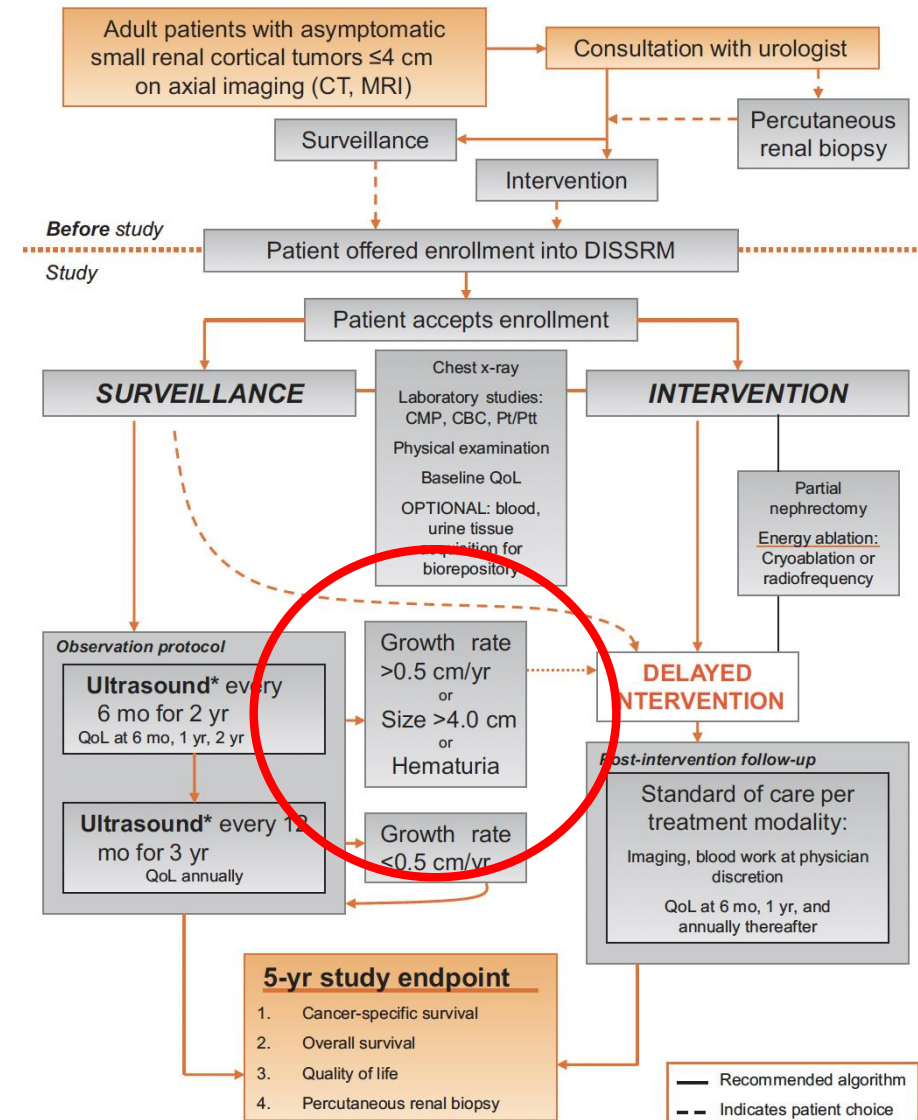 Adult patients with asymptomatic
small renal cortical tumors ≤4 cm
on axial imaging (CT, MRI)
Consultation with urologist
Percutaneous
renal biopsy
Surveillance
Intervention
Before study
Patient offered enrollment into DISSRM
Study
Patient accepts enrollment
SURVEILLANCE
Chest x-ray
Laboratory studies:
CMP, CBC, Pt/Ptt
Physical examination
Baseline QoL
OPTIONAL: blood,
urine tissue
acquisition for
biorepository
INTERVENTION
Partial
nephrectomy
Energy ablation:
Cryoablation or
radiofrequency
Observation protocol
Ultrasound* every
6 mo for 2 yr
QoL at 6 mo, 1 yr, 2 yr
Ultrasound* every 12
mo for 3 yr
QoL annually
Growth rate
>0.5 cm/yr
or
Size >4.0 cm
or
Hematuria
Growth rate
<0.5 cm/yr
DELAYED
INTERVENTION
Post-intervention follow-up
Standard of care per
treatment modality:
Imaging, blood work at physician
discretion
QoL at 6 mo, 1 yr, and
annually thereafter
5-yr study endpoint
1. Cancer-specific survival
2. Overall survival
3. Quality of life
4. Percutaneous renal biopsy
Recommended algorithm
Indicates patient choice